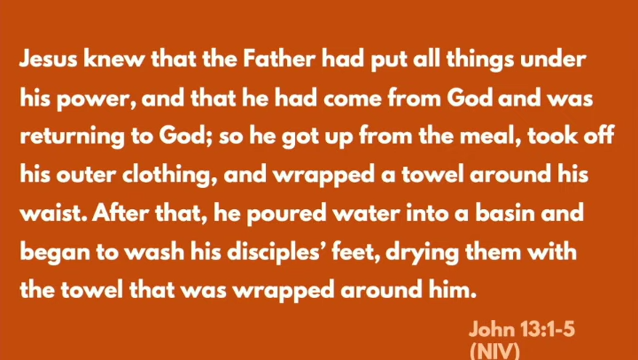 Jesus knew that the Father had put all things under
his power, and that he had come from God and was
returning to God; so he got up from the meal, took off
his outer clothing, and wrapped a towel around his
waist. After that, he poured water into a basin and
began to wash his disciples’ feet, drying them with
the towel that was wrapped around him.
John 13:1-5
(NIV)